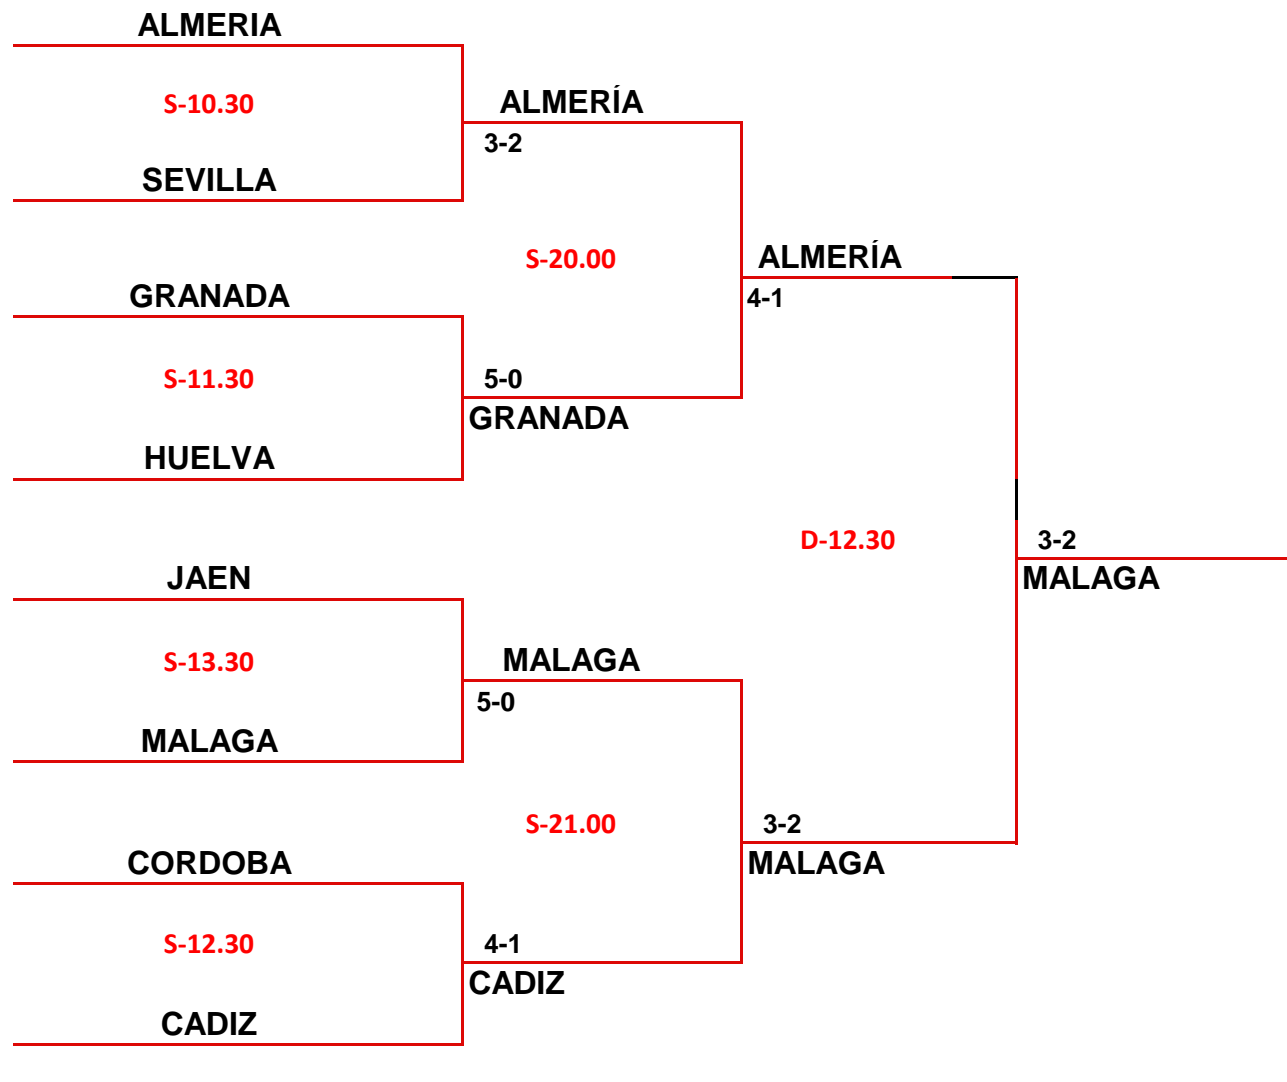 ALMERIA
S-10.30
ALMERÍA
3-2
SEVILLA
S-20.00
ALMERÍA
4-1
GRANADA
S-11.30
5-0
GRANADA
HUELVA
D-12.30
3-2
MALAGA
JAEN
S-13.30
MALAGA
5-0
MALAGA
S-21.00
3-2
MALAGA
CORDOBA
S-12.30
4-1
CADIZ
CADIZ